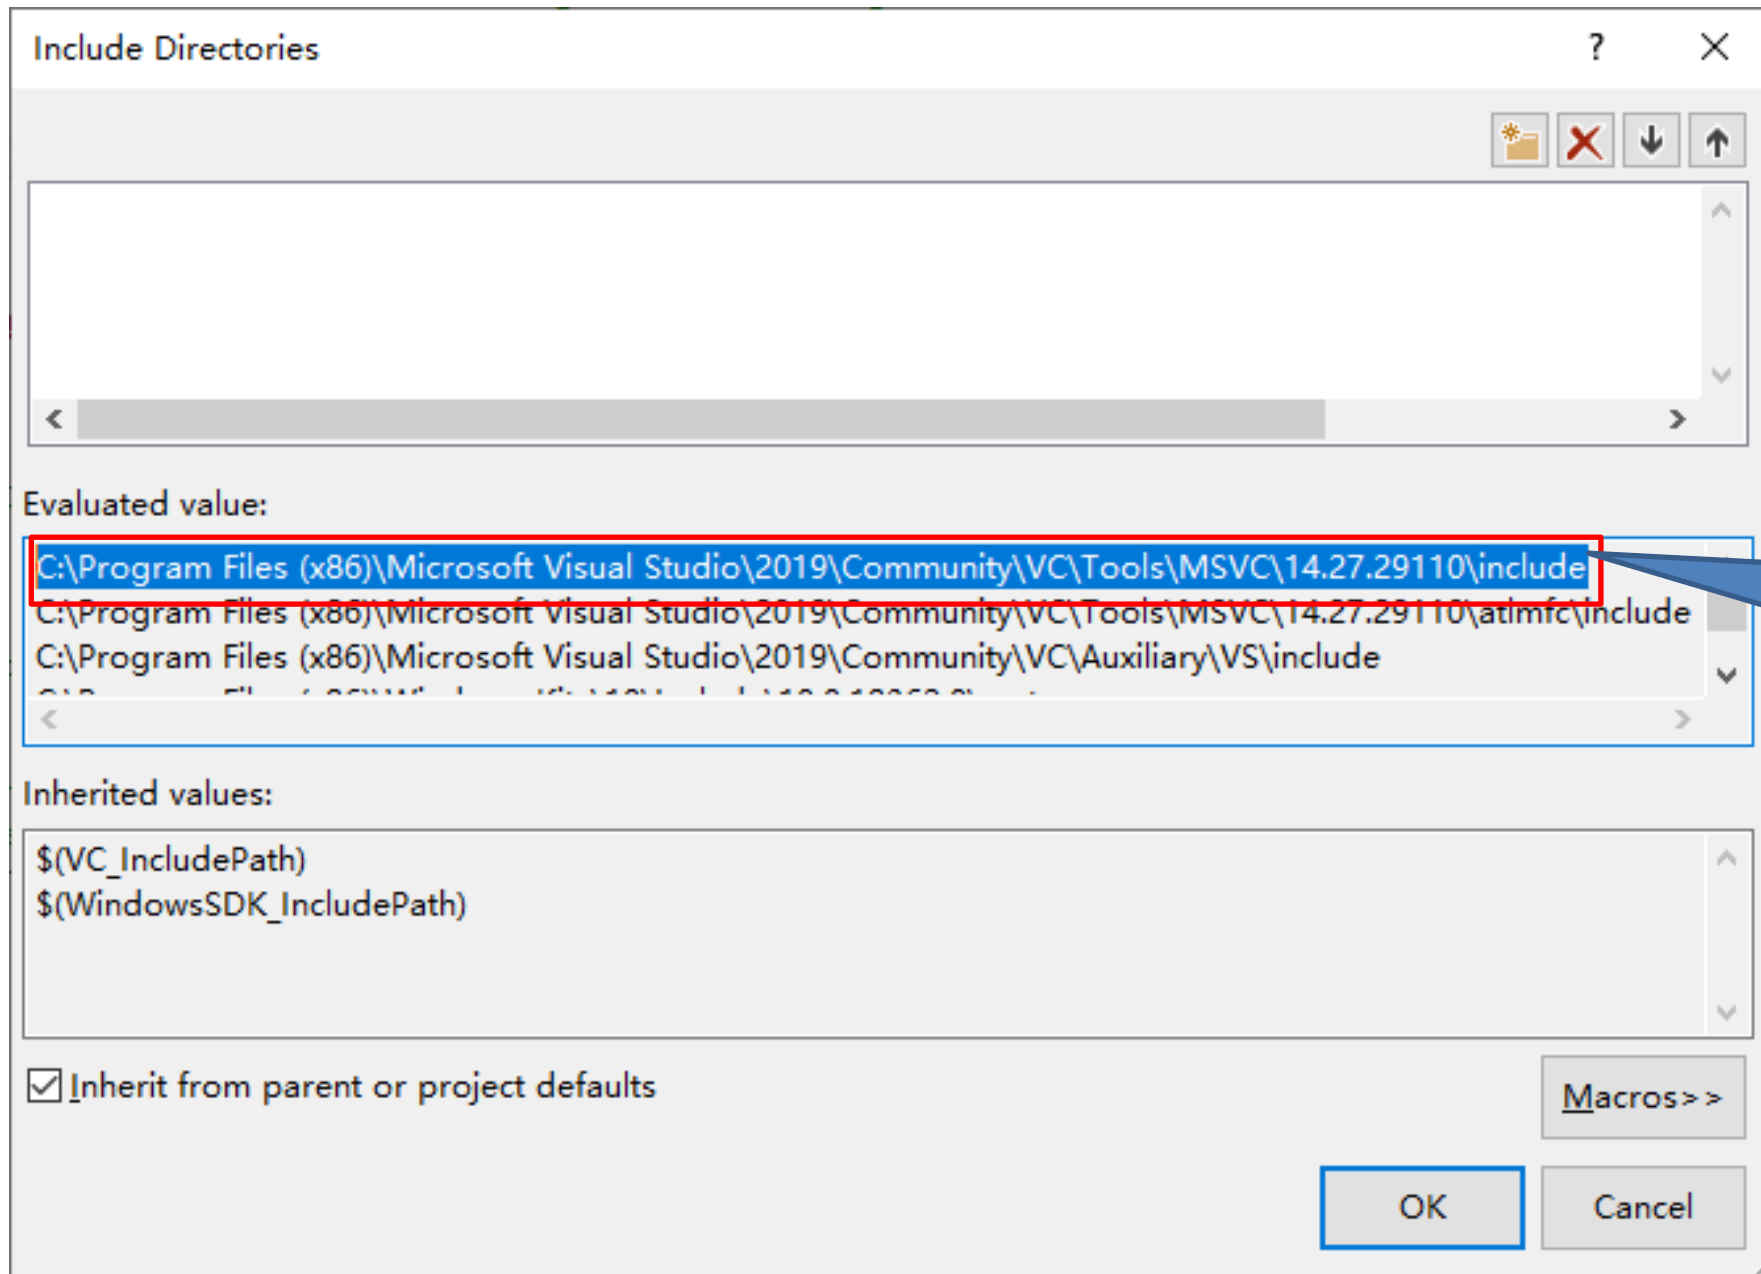 Include Directories
?
Evaluated value:
C:\Program Files (x86)\Microsoft Visual Studio\2019\Community\VC\Tools\MSVC\14.27.29110\include
C:\Program Files (x86)\Microsoft Visual Studio\2019\Community\VC\Tools\MSVC\14.27.29110\atlmfc\include
C:\Program Files (x86)\Microsoft Visual Studio\2019\Community\VC\Auxiliary\VS\include
Inherited values:
$(VC_IncludePath)
$(WindowsSDK_IncludePath)
Inherit from parent or project defaults
Macros>>
OK
Cancel